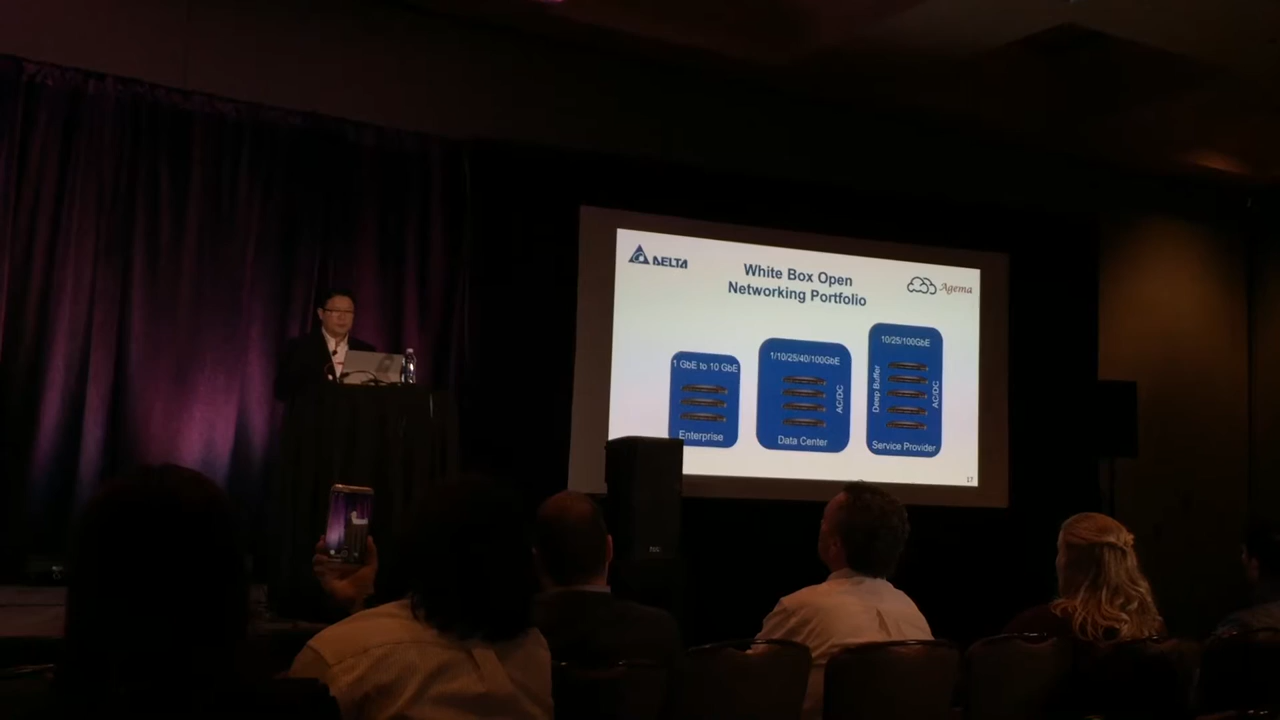 DELTA
White Box Open
Networking Portfolio
Agema
1 GbE to 10 GbE
Enterprise
1/10/25/40/100GbE
AC/DC
Data Center
10/25/100GbE
Deep Buffer
AC/DC
Service Provider
17